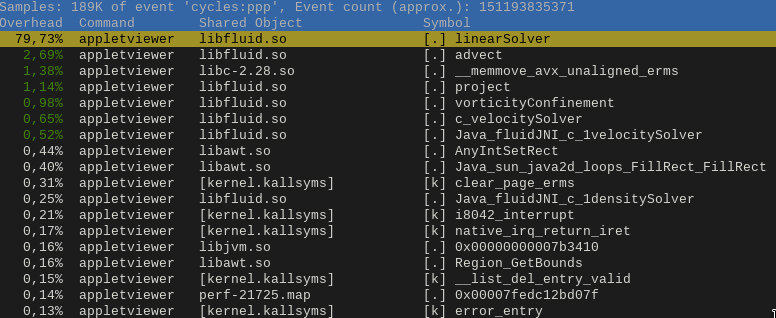 Samples: 189K of event 'cycles:ppp', Event count (approx.): 151193835371
Overhead  Command       Shared Object       Symbol
79,73%  appletviewer  libfluid.so         [.] linearSolver
2,69%  appletviewer  libfluid.so         [.] advect
1,38%  appletviewer  libc-2.28.so        [.] __memmove_avx_unaligned_erms
1,14%  appletviewer  libfluid.so         [.] project
0,98%  appletviewer  libfluid.so         [.] vorticityConfinement
0,65%  appletviewer  libfluid.so         [.] c_velocitySolver
0,52%  appletviewer  libfluid.so         [.] Java_fluidJNI_c_1velocitySolver
0,44%  appletviewer  libawt.so           [.] AnyIntSetRect
0,40%  appletviewer  libawt.so           [.] Java_sun_java2d_loops_FillRect_FillRect
0,31%  appletviewer  [kernel.kallsyms]   [k] clear_page_erms
0,25%  appletviewer  libfluid.so         [.] Java_fluidJNI_c_1densitySolver
0,21%  appletviewer  [kernel.kallsyms]   [k] i8042_interrupt
0,17%  appletviewer  [kernel.kallsyms]   [k] native_irq_return_iret
0,16%  appletviewer  libjvm.so           [.] 0x00000000007b3410
0,16%  appletviewer  libawt.so           [.] Region_GetBounds
0,15%  appletviewer  [kernel.kallsyms]   [k] __list_del_entry_valid
0,14%  appletviewer  perf-21725.map      [.] 0x00007fedc12bd07f
0,13%  appletviewer  [kernel.kallsyms]   [k] error_entry